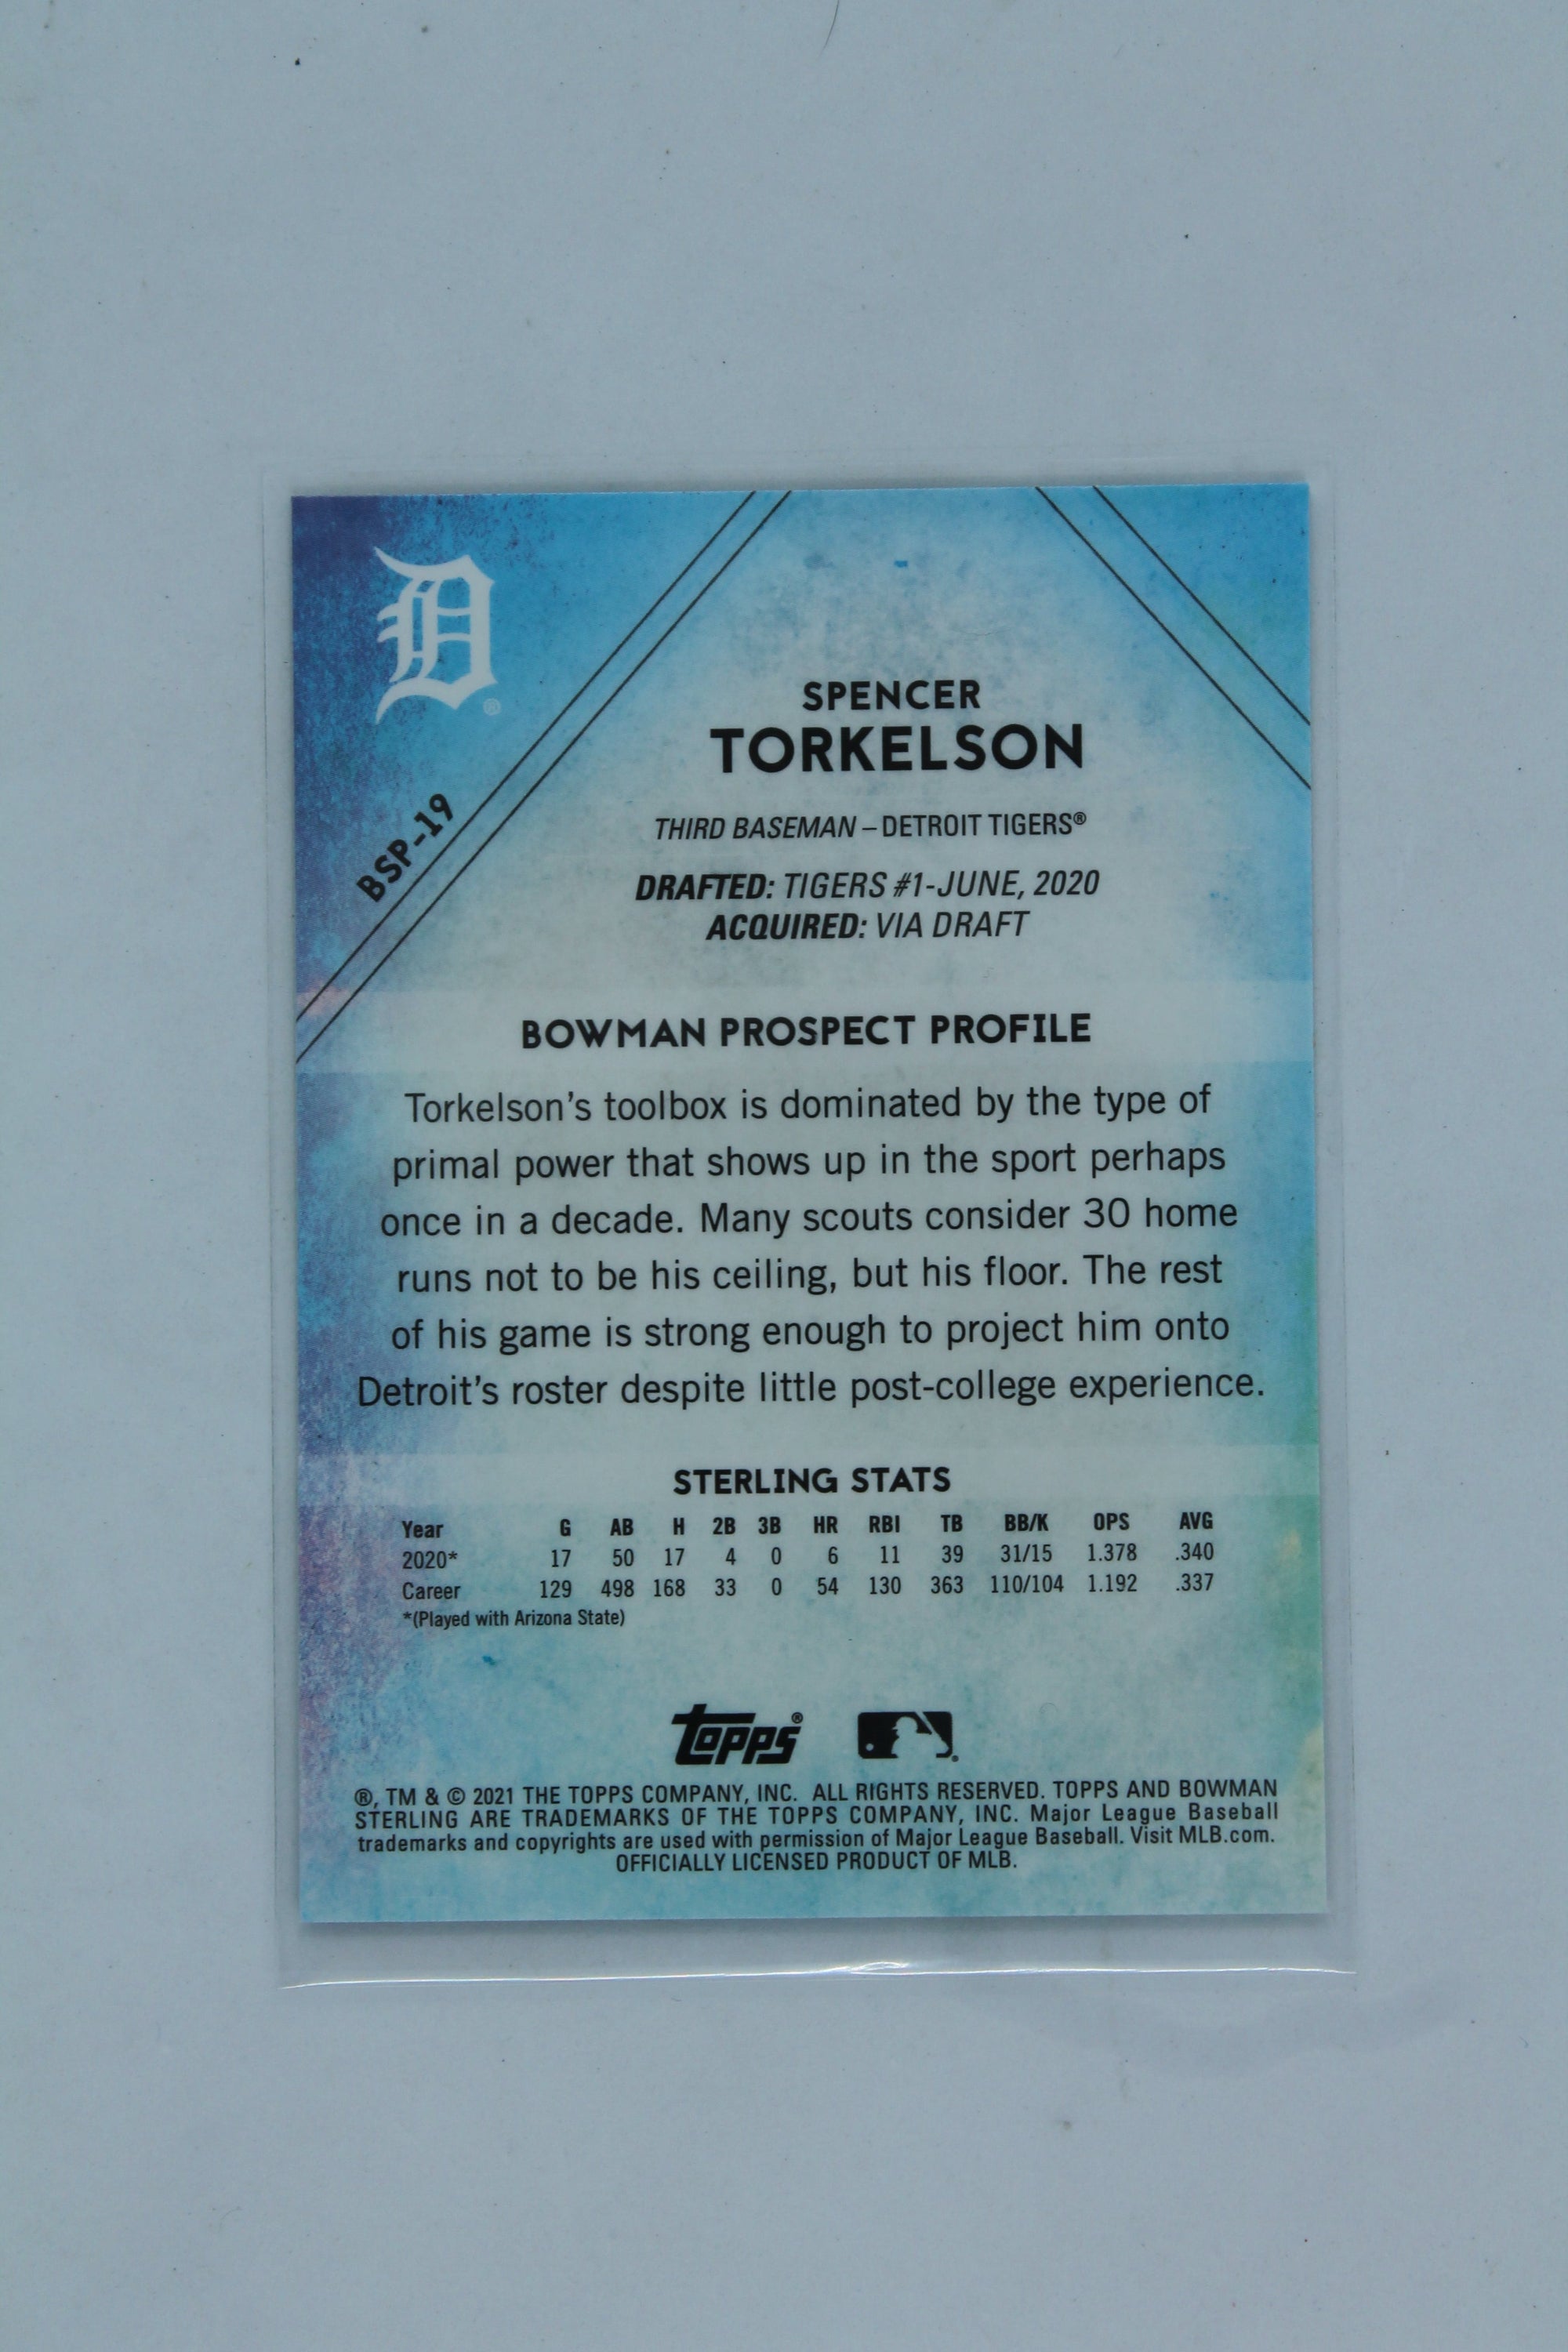 D®
SPENCER
TORKELSON
BSP-19
THIRD BASEMAN – DETROIT TIGERS®
DRAFTED: TIGERS #1-JUNE, 2020
ACQUIRED: VIA DRAFT
BOWMAN PROSPECT PROFILE
Torkelson's toolbox is dominated by the type of
primal power that shows up in the sport perhaps
once in a decade. Many scouts consider 30 home
runs not to be his ceiling, but his floor. The rest
of his game is strong enough to project him onto
Detroit's roster despite little post-college experience.
STERLING STATS
Year G AB H 2B 3B HR RBI TB BB/K OPS AVG
2020* 17 50 17 4 0 6 11 39 31/15 1.378 .340
Career 129 498 168 33 0 54 130 363 110/104 1.192 .337
*(Played with Arizona State)
topps®
®, TM & © 2021 THE TOPPS COMPANY, INC. ALL RIGHTS RESERVED. TOPPS AND BOWMAN
STERLING ARE TRADEMARKS OF THE TOPPS COMPANY, INC. Major League Baseball
trademarks and copyrights are used with permission of Major League Baseball. Visit MLB.com.
OFFICIALLY LICENSED PRODUCT OF MLB.